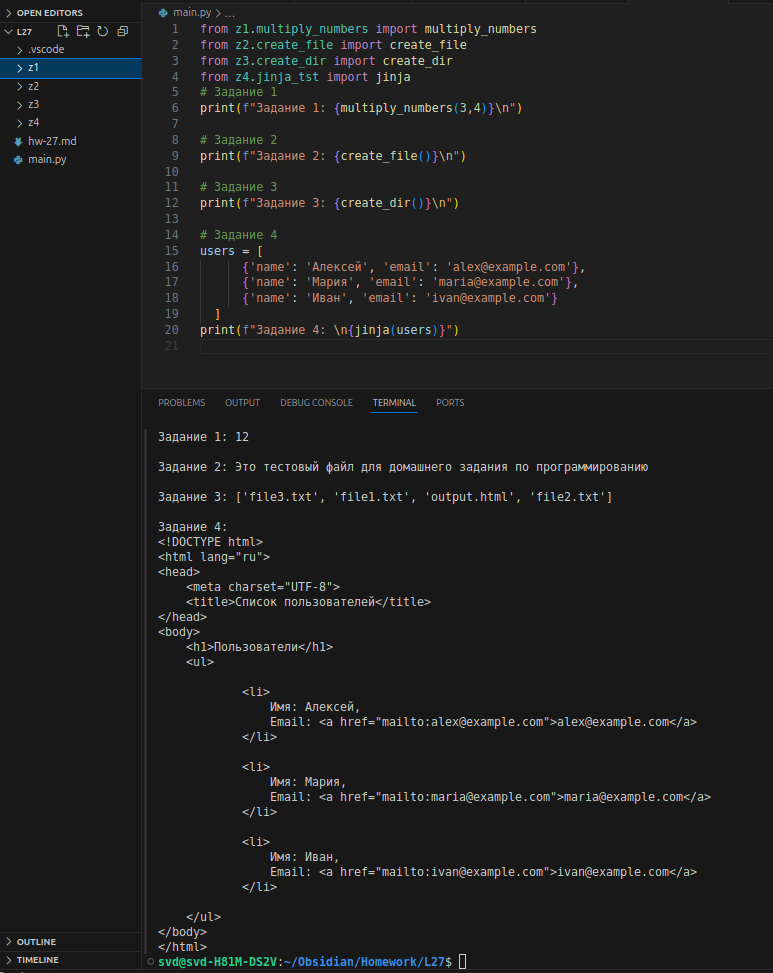 OPEN EDITORS
L27
.vscode
z1
z2
z3
z4
hw-27.md
main.py
OUTLINE
TIMELINE
main.py > ...
1 from z1.multiply_numbers import multiply_numbers
2 from z2.create_file import create_file
3 from z3.create_dir import create_dir
4 from z4.jinja_tst import jinja
5 # Задание 1
6 print(f"Задание 1: {multiply_numbers(3,4)}\n")
7
8 # Задание 2
9 print(f"Задание 2: {create_file()}\n")
10
11 # Задание 3
12 print(f"Задание 3: {create_dir()}\n")
13
14 # Задание 4
15 users = [
16 {'name': 'Алексей', 'email': 'alex@example.com'},
17 {'name': 'Мария', 'email': 'maria@example.com'},
18 {'name': 'Иван', 'email': 'ivan@example.com'}
19 ]
20 print(f"Задание 4: \n{jinja(users)}")
21
PROBLEMS OUTPUT DEBUG CONSOLE TERMINAL PORTS
Задание 1: 12
Задание 2: Это тестовый файл для домашнего задания по программированию
Задание 3: ['file3.txt', 'file1.txt', 'output.html', 'file2.txt']
Задание 4:
<!DOCTYPE html>
<html lang="ru">
<head>
<meta charset="UTF-8">
<title>Список пользователей</title>
</head>
<body>
<h1>Пользователи</h1>
<ul>
<li>
Имя: Алексей,
Email: <a href="mailto:alex@example.com">alex@example.com</a>
</li>
<li>
Имя: Мария,
Email: <a href="mailto:maria@example.com">maria@example.com</a>
</li>
<li>
Имя: Иван,
Email: <a href="mailto:ivan@example.com">ivan@example.com</a>
</li>
</ul>
</body>
</html>
svd@svd-H81M-DS2V:~/Obsidian/Homework/L27$